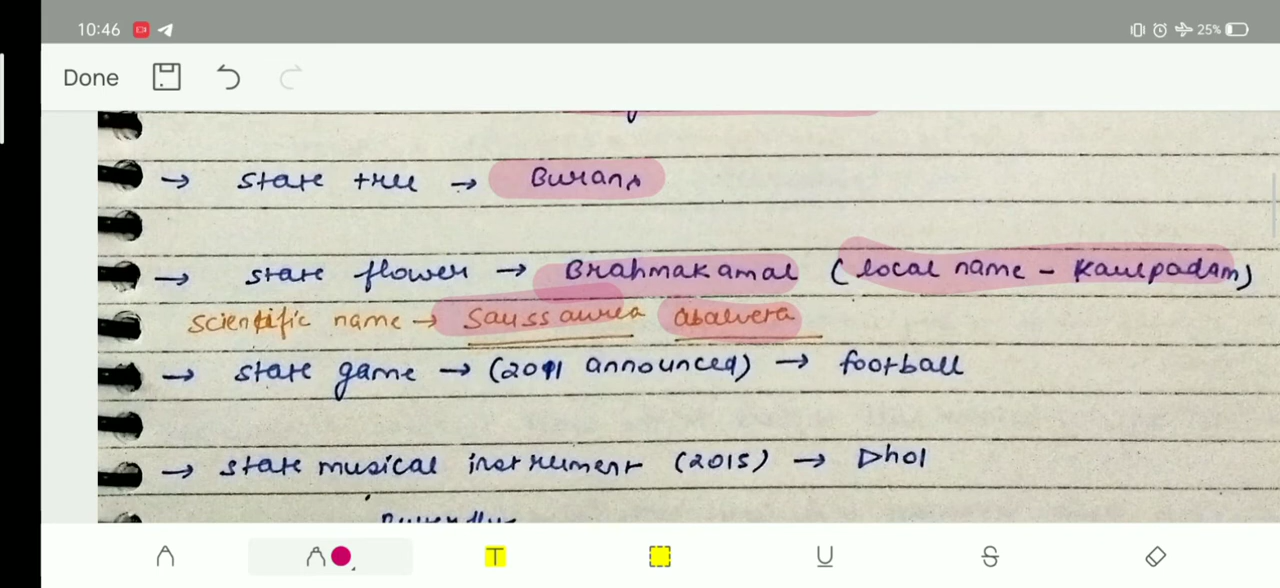 10:46
25%
Done
→ state tree → Burans
→ state flower → Brahmakamal (local name - Kaulpadam)
scientific name → Saussaurea abalvera
→ state game → (2011 announced) → football
→ state musical instrument (2015) → Dhol
T
U
S